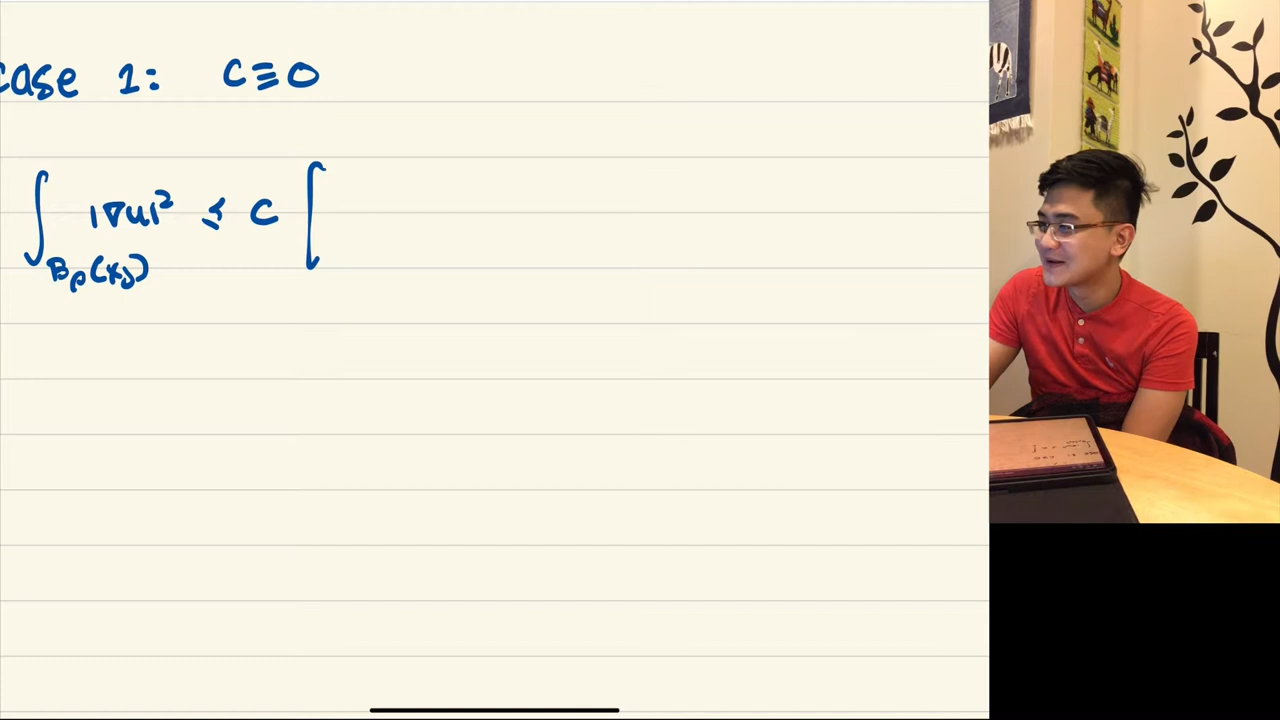 case 1: C≡0
∫_{B_ρ(x_0)} |∇u|² ≤ C [